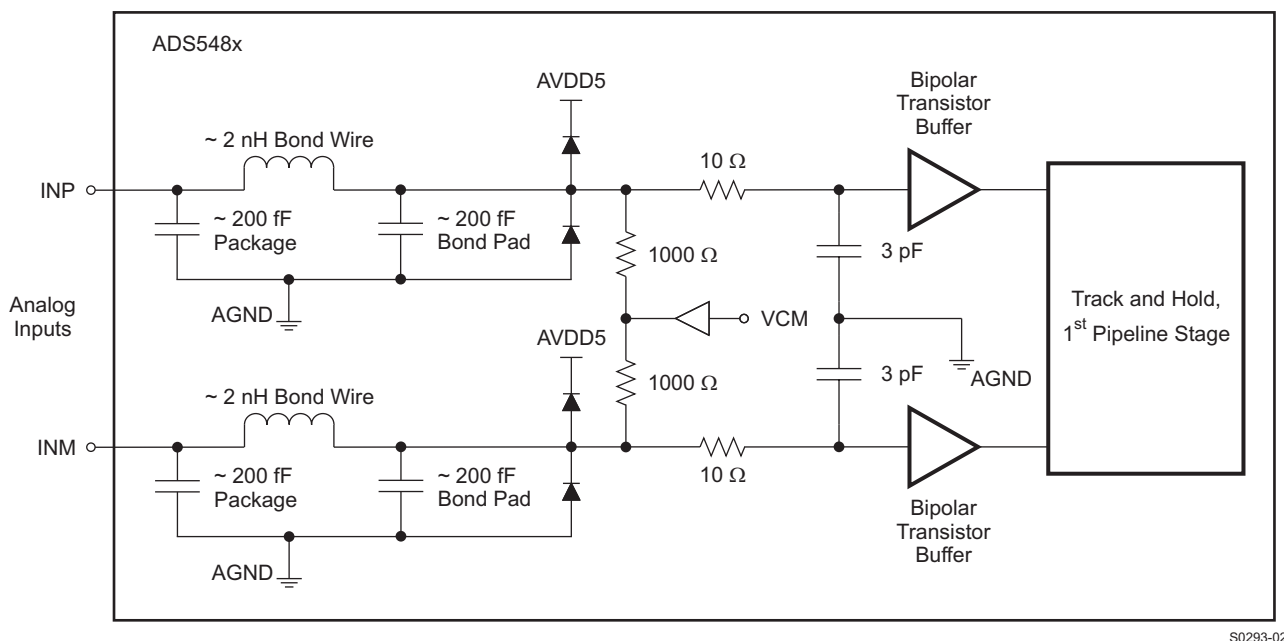 ADS548x
AVDD5
Bipolar
Transistor
Buffer
~ 2 nH Bond Wire
10 Ω
INP
~ 200 fF
Package
~ 200 fF
Bond Pad
1000 Ω
3 pF
Analog
Inputs
AGND
VCM
Track and Hold,
1st Pipeline Stage
AVDD5
1000 Ω
3 pF
AGND
~ 2 nH Bond Wire
INM
10 Ω
~ 200 fF
Package
~ 200 fF
Bond Pad
Bipolar
Transistor
Buffer
AGND
S0293-02